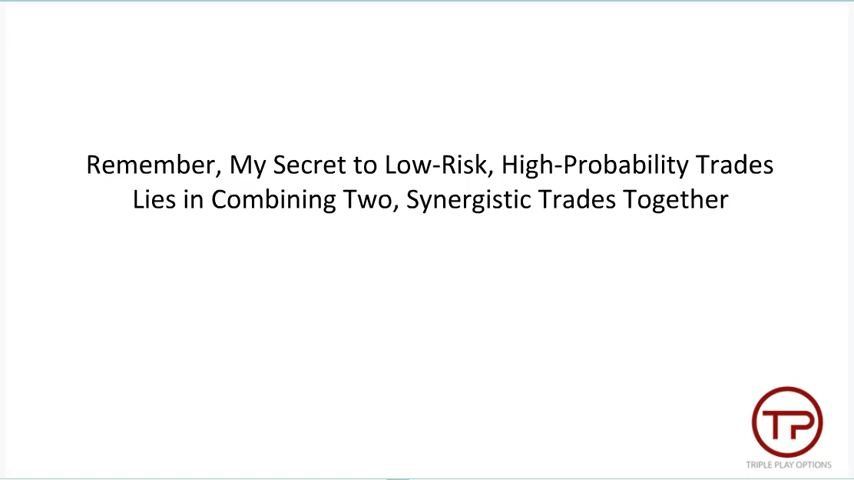 Remember, My Secret to Low-Risk, High-Probability Trades
Lies in Combining Two, Synergistic Trades Together
TP
TRIPLE PLAY OPTIONS